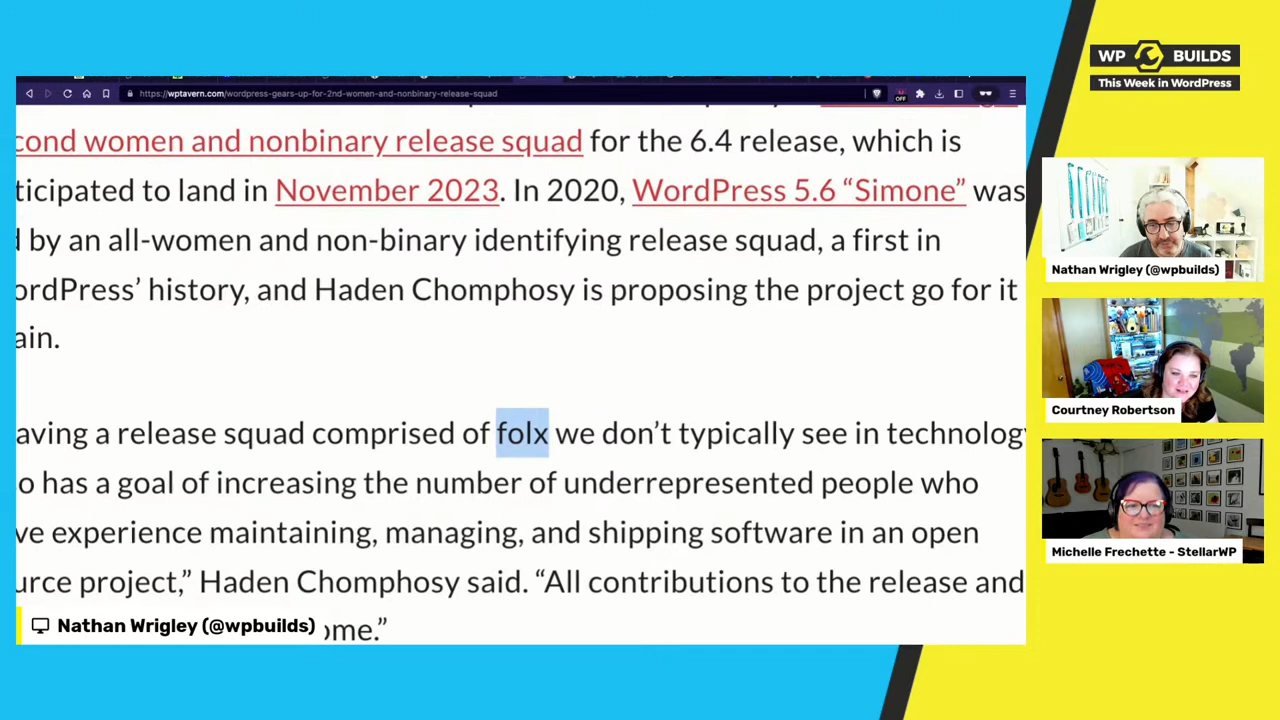 WP BUILDS
This Week in WordPress
https://wptavern.com/wordpress-gears-up-for-2nd-women-and-nonbinary-release-squad
OFF
cond women and nonbinary release squad for the 6.4 release, which is
ticipated to land in November 2023. In 2020, WordPress 5.6 “Simone” was
d by an all-women and non-binary identifying release squad, a first in
ordPress’ history, and Haden Chomphosy is proposing the project go for it
ain.
aving a release squad comprised of folx we don’t typically see in technology
o has a goal of increasing the number of underrepresented people who
ve experience maintaining, managing, and shipping software in an open
urce project,” Haden Chomphosy said. “All contributions to the release and
ome.”
Nathan Wrigley (@wpbuilds)
Nathan Wrigley (@wpbuilds)
Courtney Robertson
Michelle Frechette - StellarWP